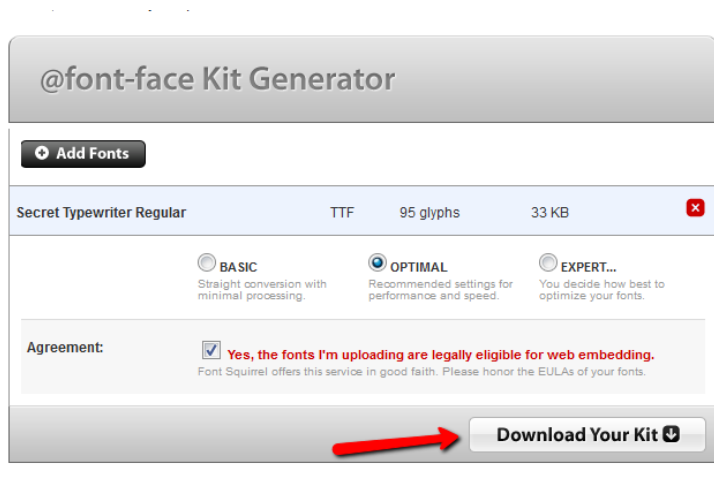 @font-face Kit Generator
Add Fonts
Secret Typewriter Regular TTF 95 glyphs 33 KB
BASIC OPTIMAL EXPERT...
Straight conversion with Recommended settings for You decide how best to
minimal processing. performance and speed. optimize your fonts.
Agreement: Yes, the fonts I'm uploading are legally eligible for web embedding.
Font Squirrel offers this service in good faith. Please honor the EULAs of your fonts.
Download Your Kit